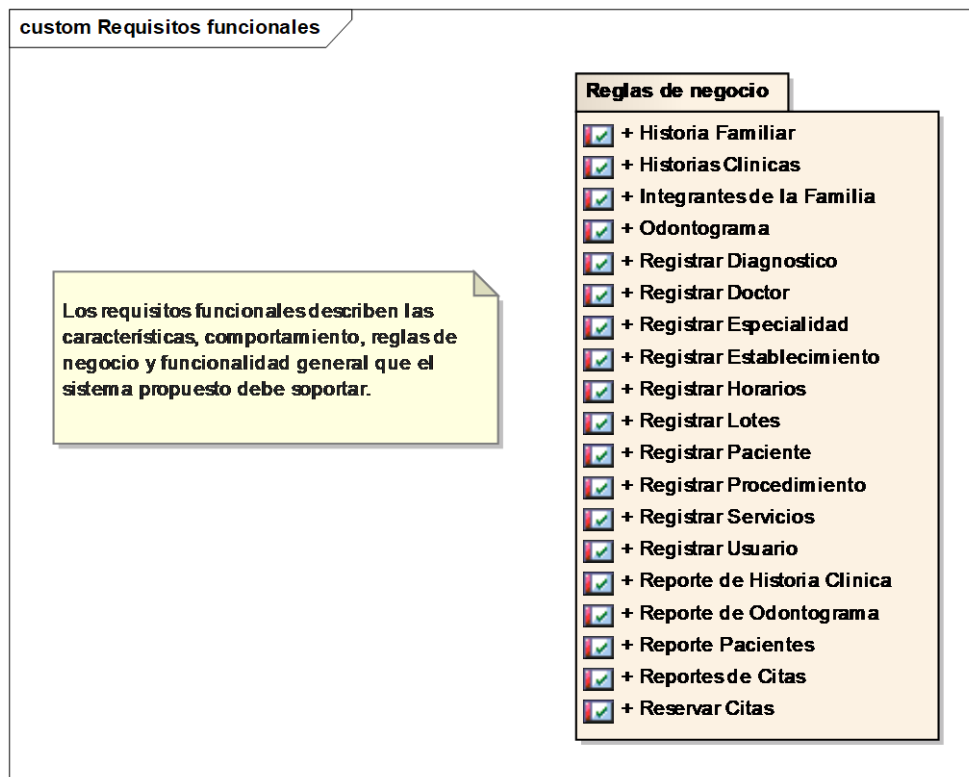 custom Requisitos funcionales
Los requisitos funcionales describen las
características, comportamiento, reglas de
negocio y funcionalidad general que el
sistema propuesto debe soportar.
Reglas de negocio
+ Historia Familiar
+ Historias Clinicas
+ Integrantes de la Familia
+ Odontograma
+ Registrar Diagnostico
+ Registrar Doctor
+ Registrar Especialidad
+ Registrar Establecimiento
+ Registrar Horarios
+ Registrar Lotes
+ Registrar Paciente
+ Registrar Procedimiento
+ Registrar Servicios
+ Registrar Usuario
+ Reporte de Historia Clinica
+ Reporte de Odontograma
+ Reporte Pacientes
+ Reportes de Citas
+ Reservar Citas